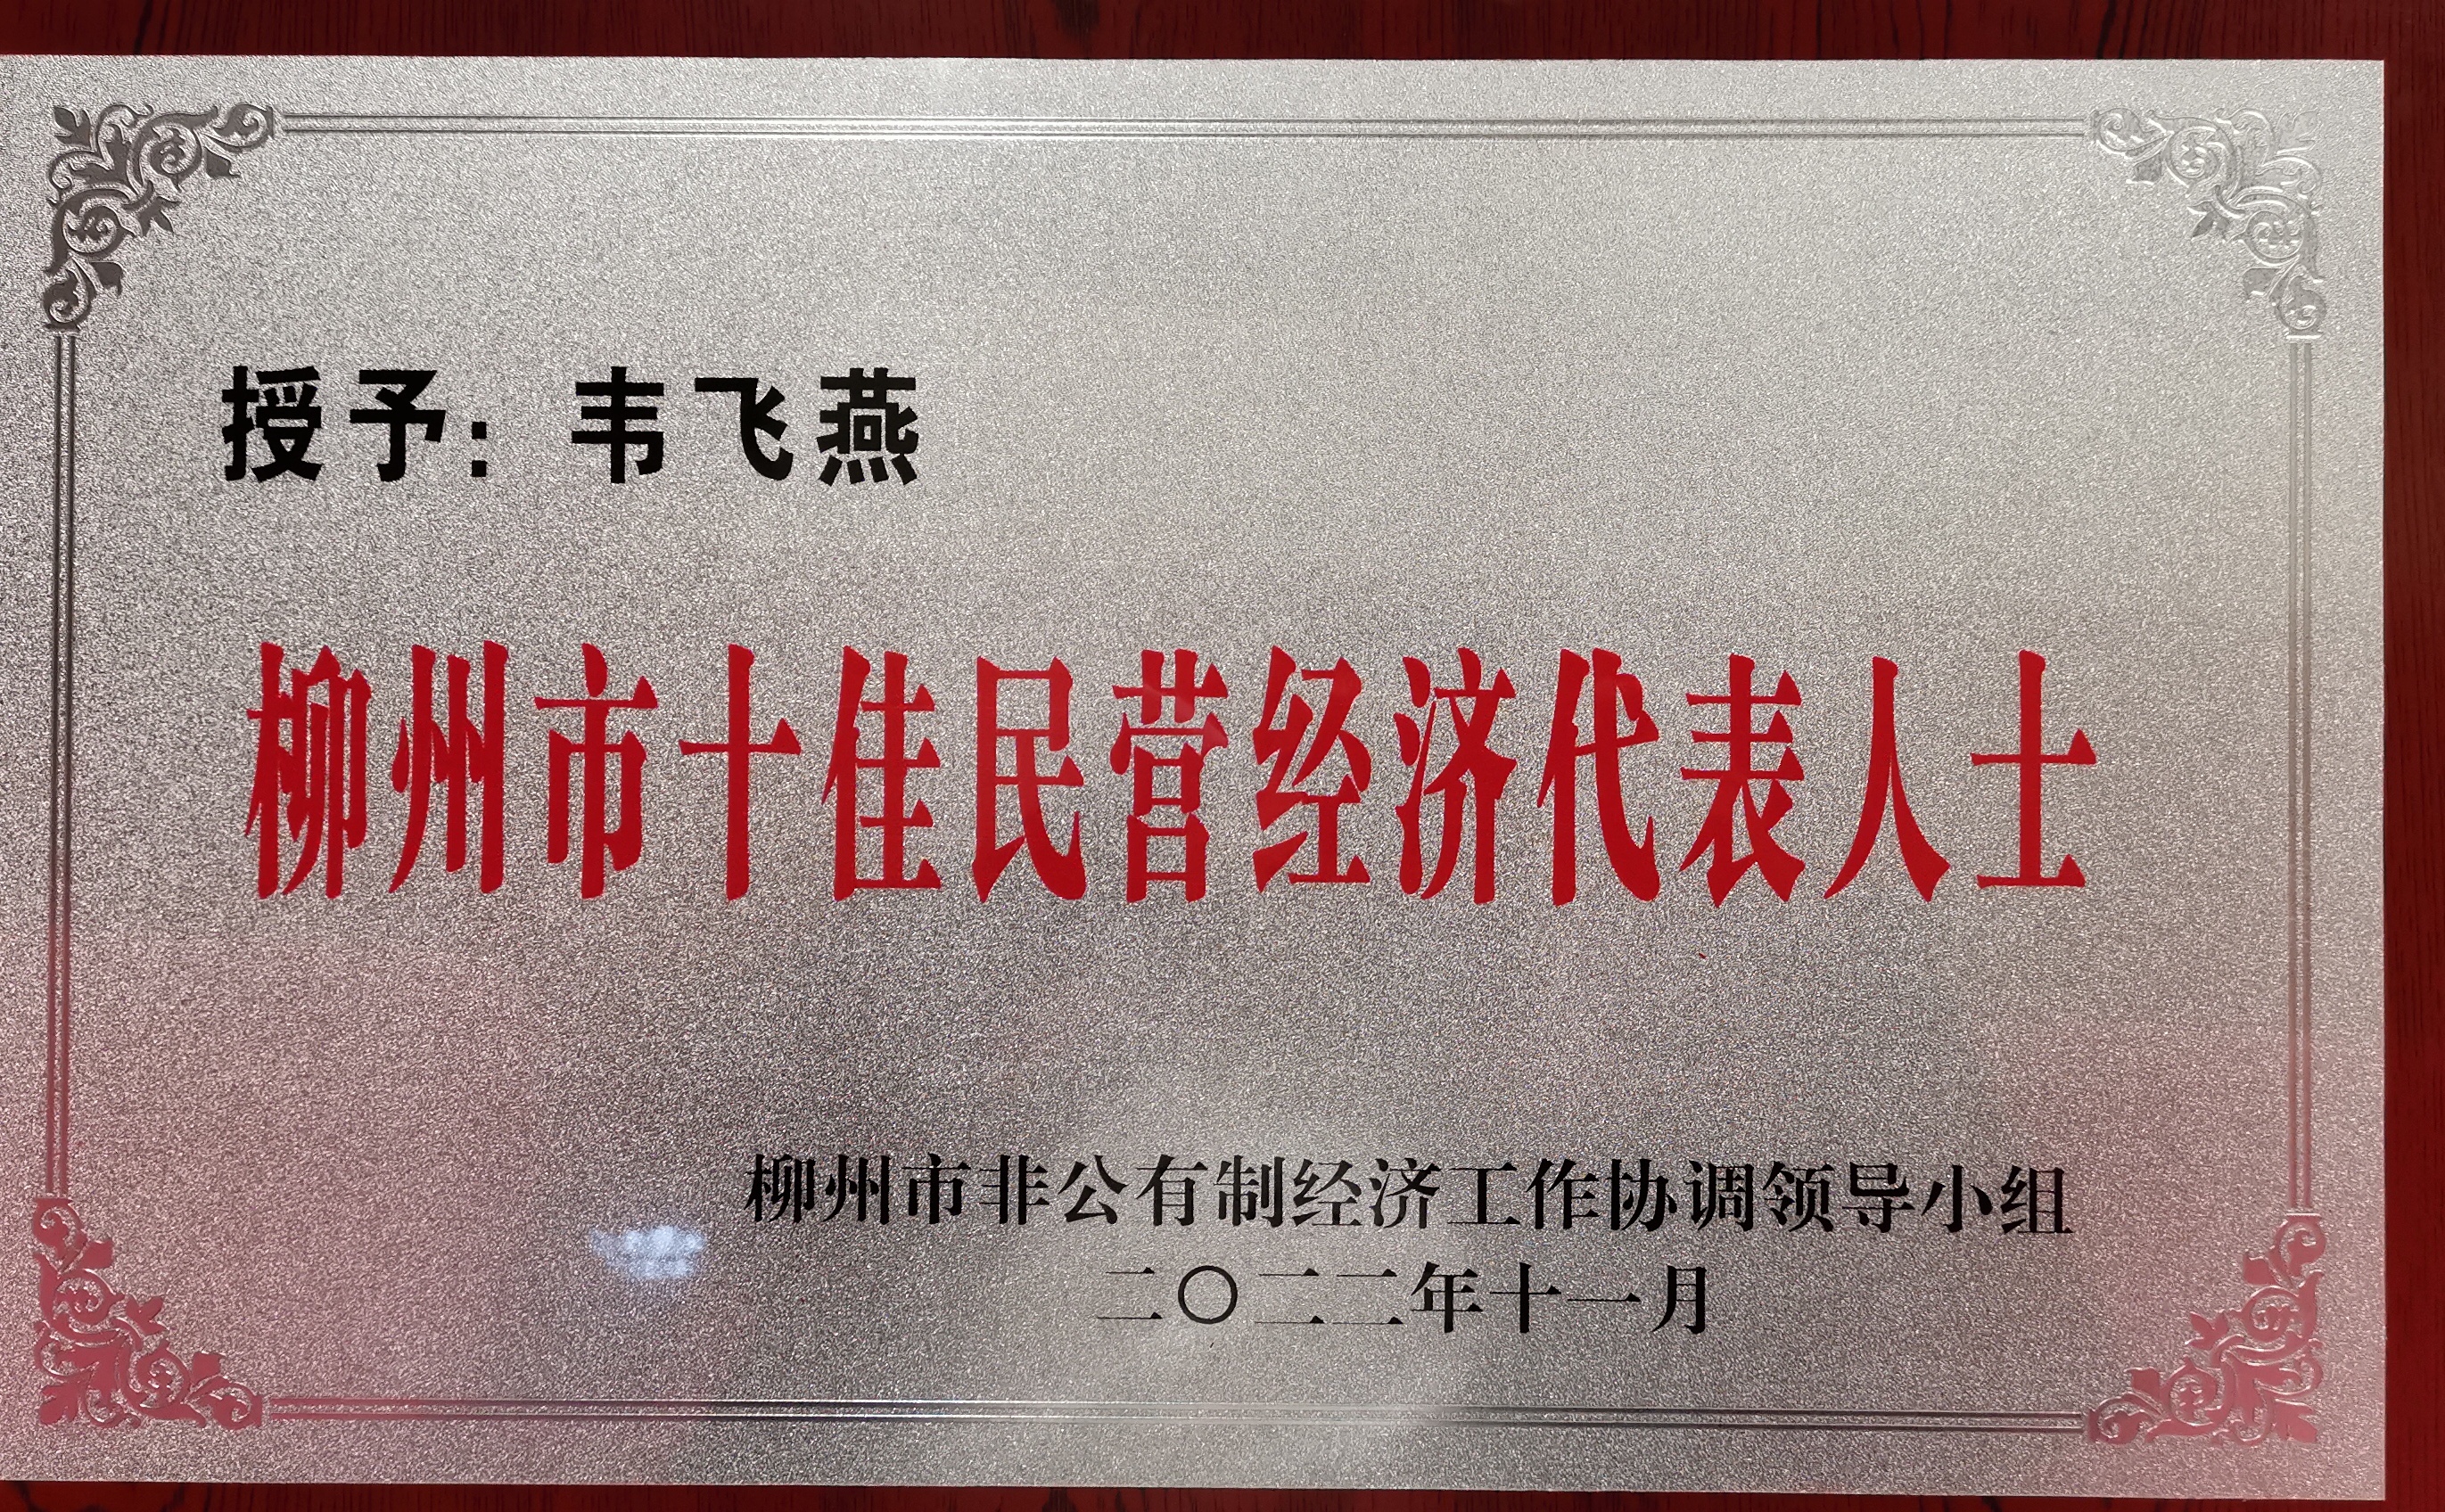 授予：韦飞燕
柳州市十佳民营经济代表人士
柳州市非公有制经济工作协调领导小组
二〇二二年十一月